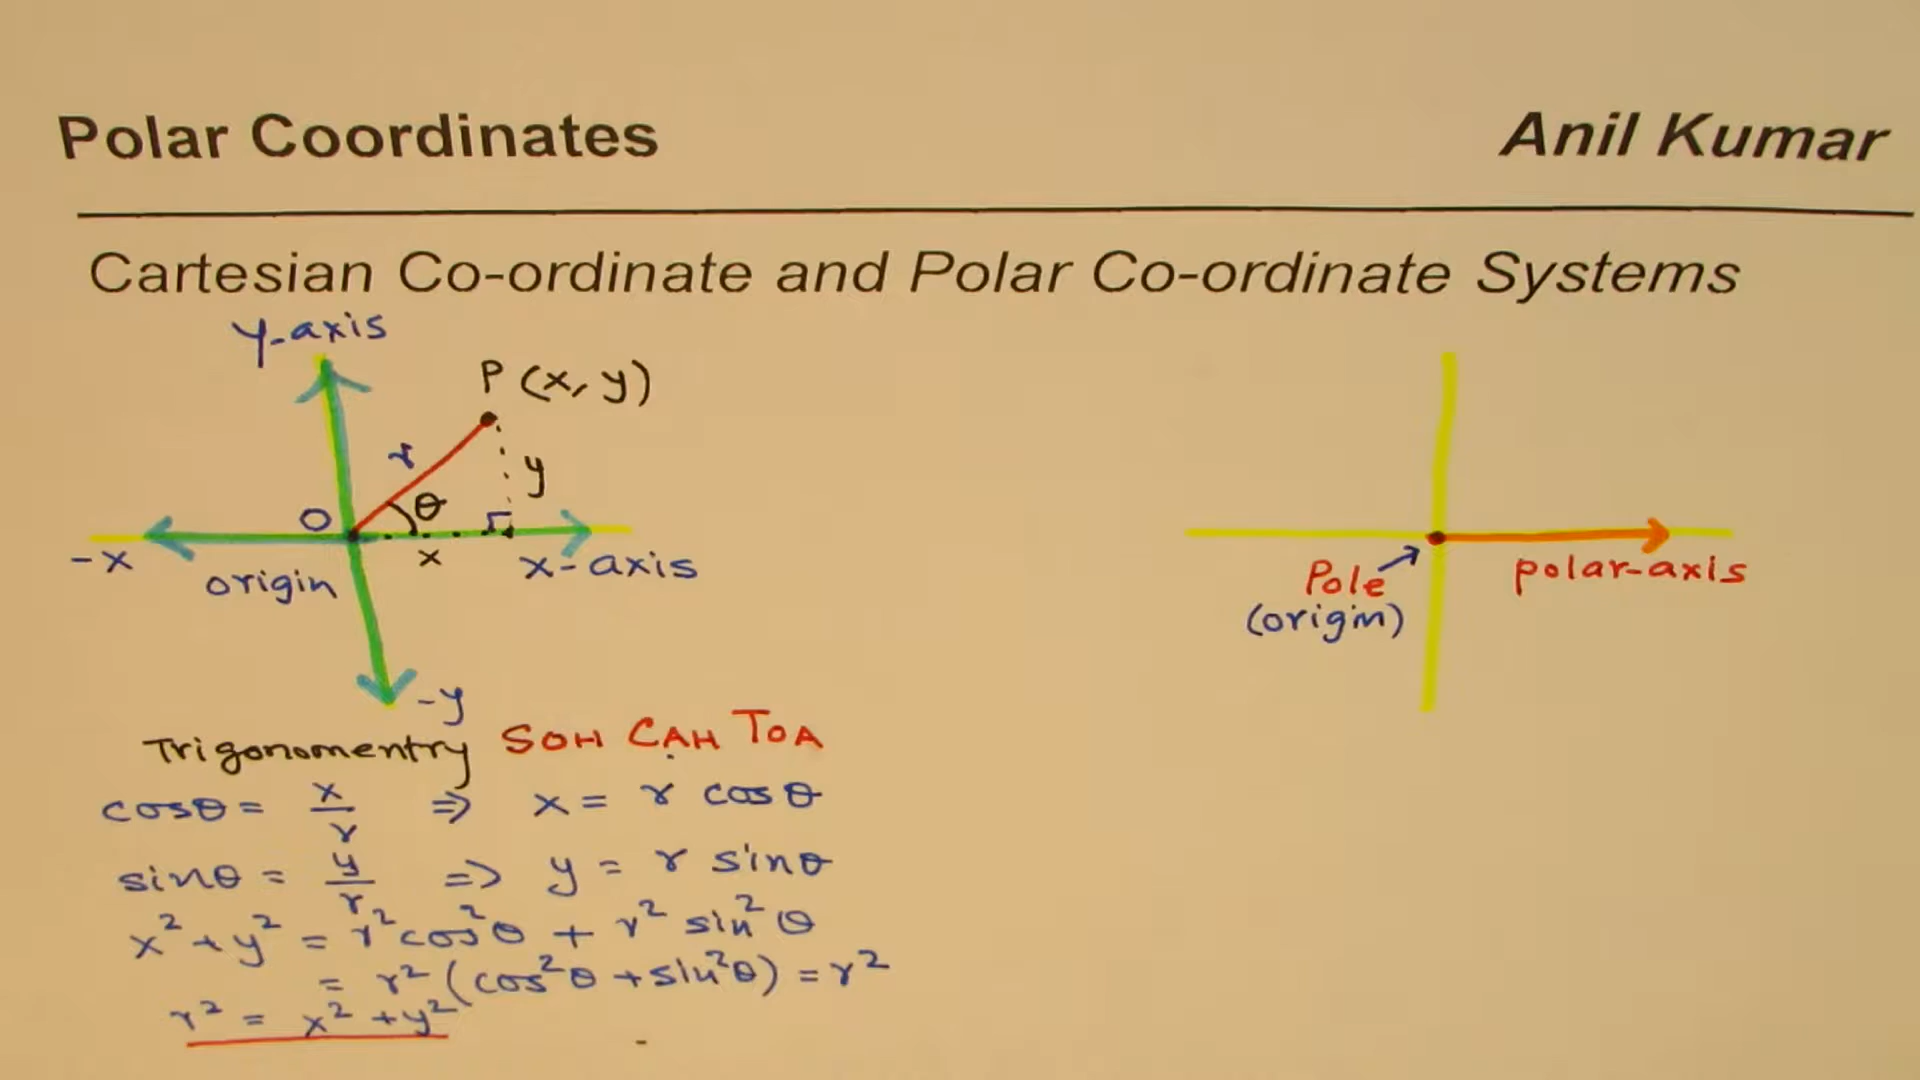 Polar Coordinates
Anil Kumar
Cartesian Co-ordinate and Polar Co-ordinate Systems
Y-axis
P (x, y)
r
y
θ
O
-x
x
x-axis
origin
-y
Pole
(origin)
polar-axis
Trigonomentry SOH CAH TOA
cosθ = x/r ⇒ x = r cosθ
sinθ = y/r ⇒ y = r sinθ
x² + y² = r²cos²θ + r² sin²θ
= r² (cos²θ + sin²θ) = r²
r² = x² + y²